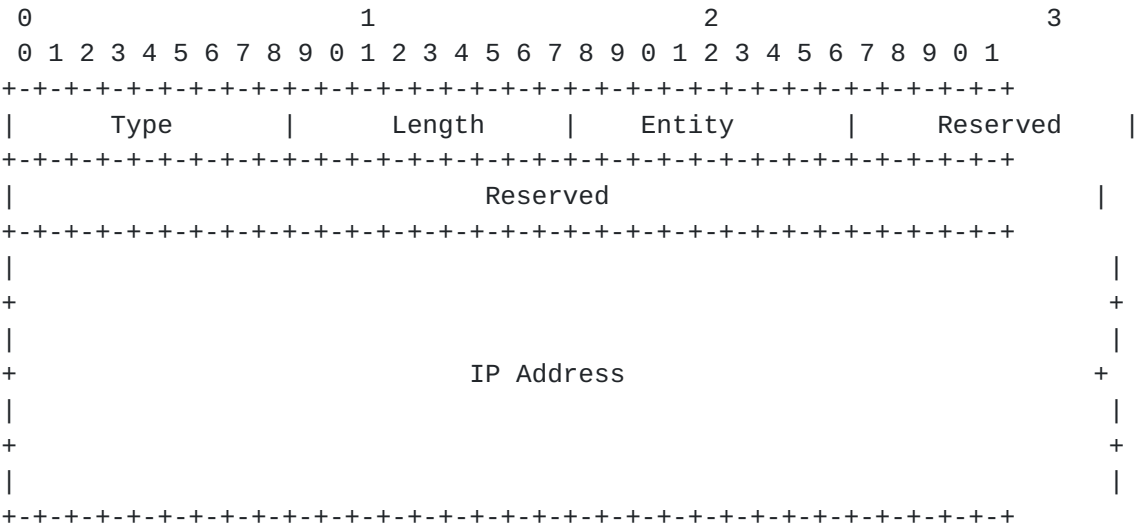 0                     1                     2                     3
 0 1 2 3 4 5 6 7 8 9 0 1 2 3 4 5 6 7 8 9 0 1 2 3 4 5 6 7 8 9 0 1
+-+-+-+-+-+-+-+-+-+-+-+-+-+-+-+-+-+-+-+-+-+-+-+-+-+-+-+-+-+-+-+-+
|      Type       |      Length     |    Entity       |     Reserved    |
+-+-+-+-+-+-+-+-+-+-+-+-+-+-+-+-+-+-+-+-+-+-+-+-+-+-+-+-+-+-+-+-+
|                              Reserved                               |
+-+-+-+-+-+-+-+-+-+-+-+-+-+-+-+-+-+-+-+-+-+-+-+-+-+-+-+-+-+-+-+-+
|                                                                      |
+                                                                      +
|                                                                      |
+                             IP Address                              +
|                                                                      |
+                                                                      +
|                                                                      |
+-+-+-+-+-+-+-+-+-+-+-+-+-+-+-+-+-+-+-+-+-+-+-+-+-+-+-+-+-+-+-+-+